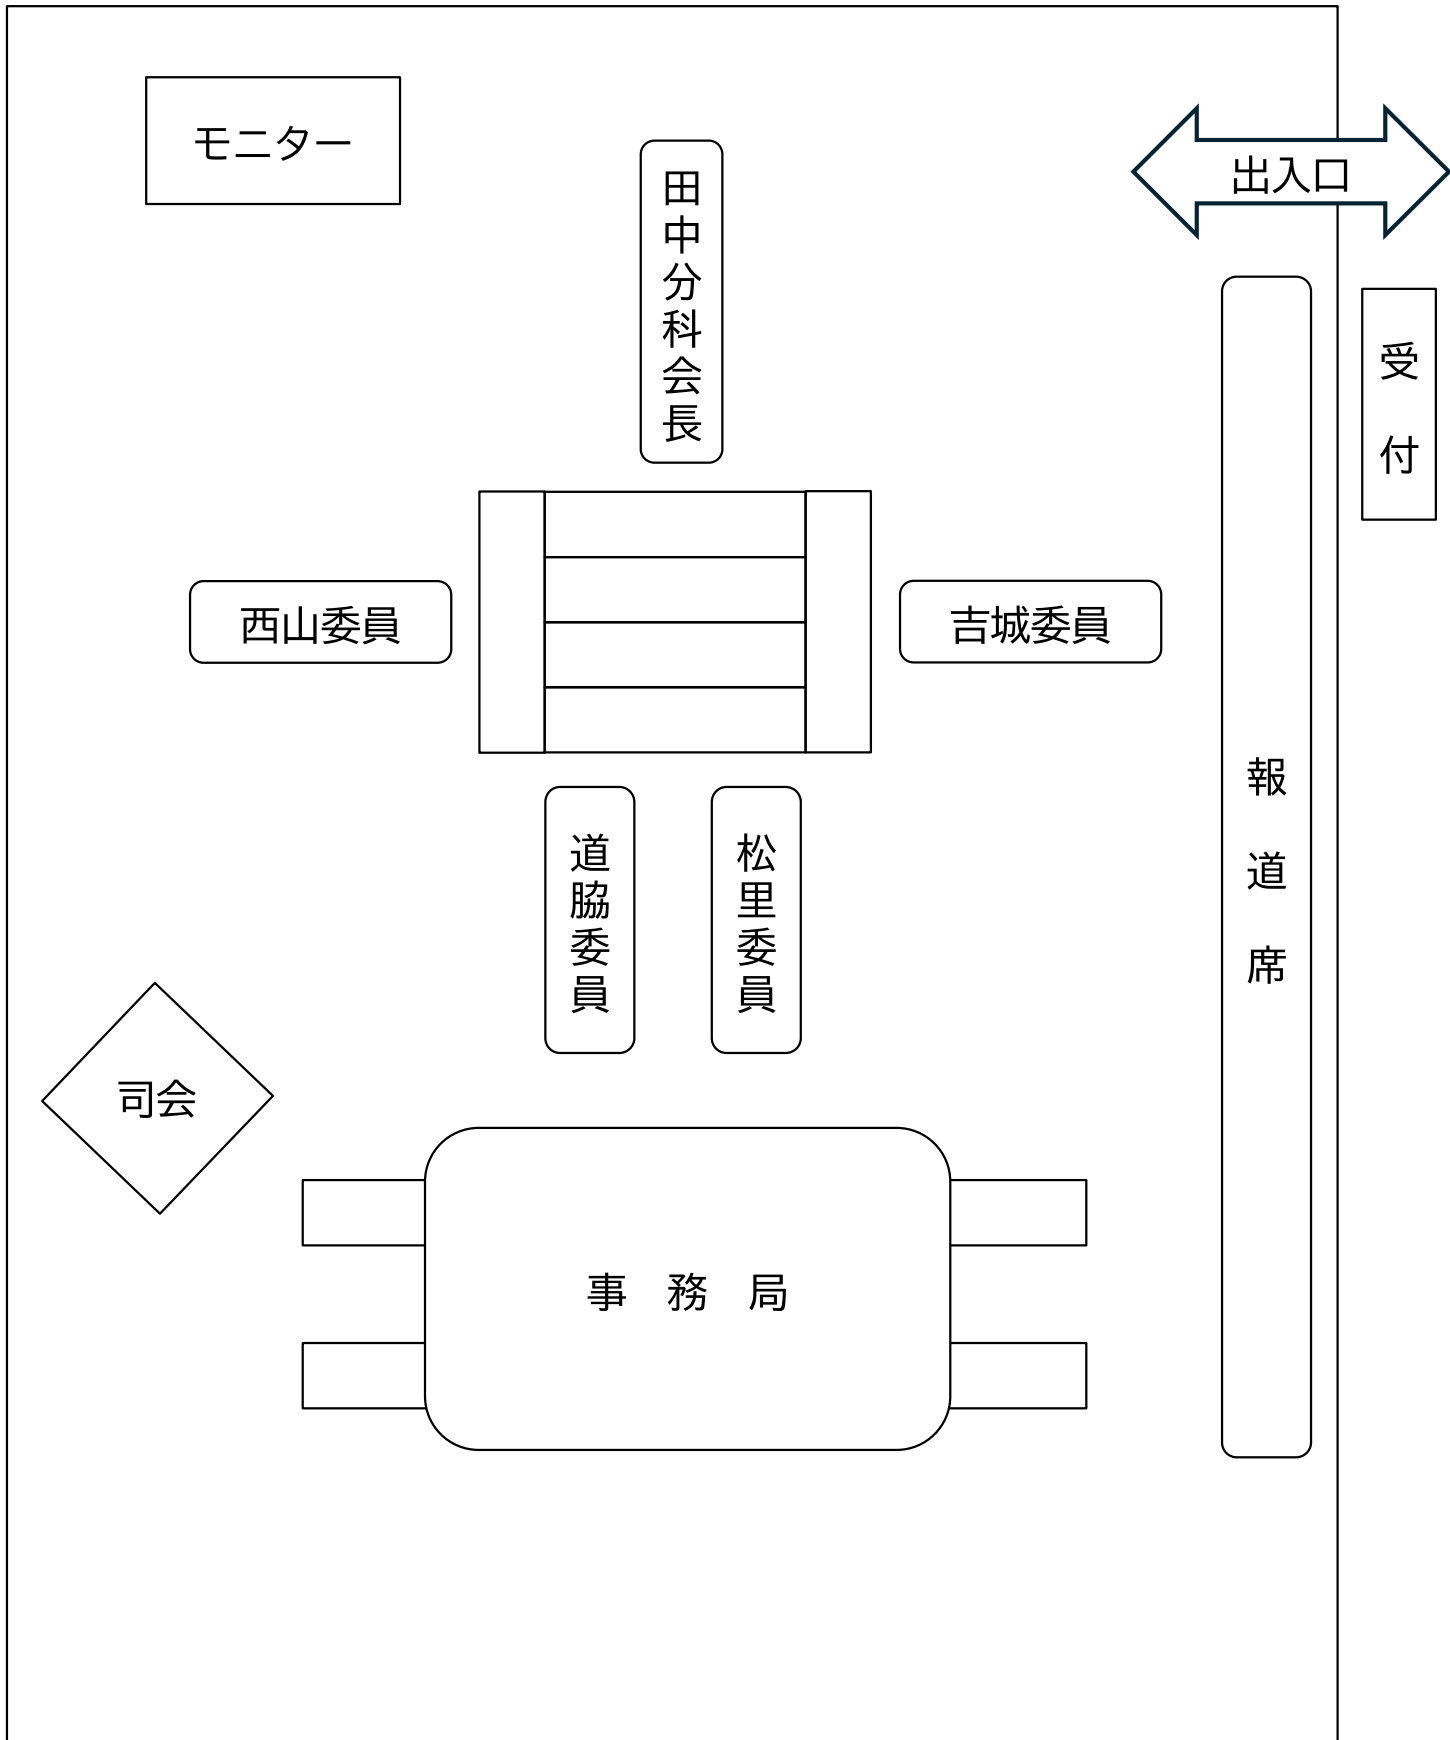 モニター
出入口
田中分科会長
受付
西山委員
吉城委員
報道席
道脇委員
松里委員
司会
事　務　局